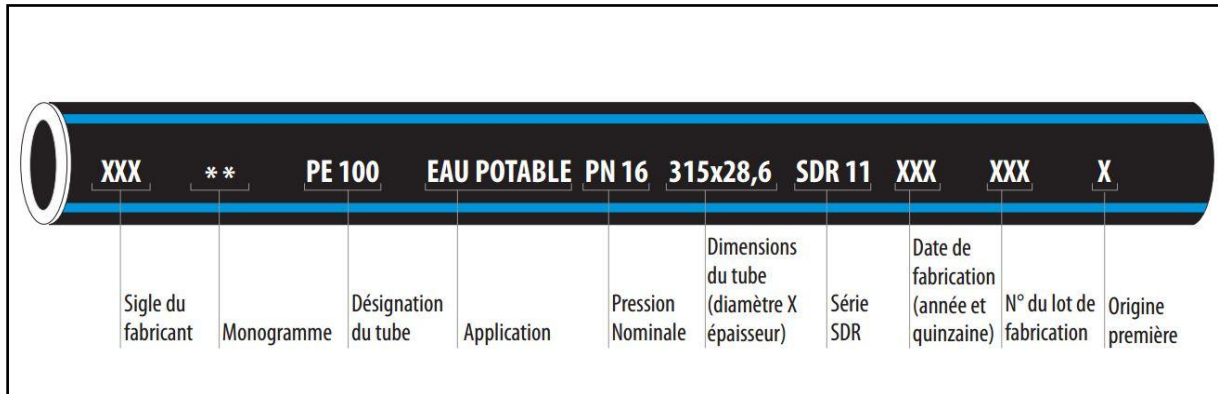 XXX ** PE 100 EAU POTABLE PN 16 315x28,6 SDR 11 XXX XXX X
Sigle du
fabricant
Monogramme
Désignation
du tube
Application
Pression
Nominale
Dimensions
du tube
(diamètre X
épaisseur)
Série
SDR
Date de
fabrication
(année et
quinzaine)
N° du lot de
fabrication
Origine
première